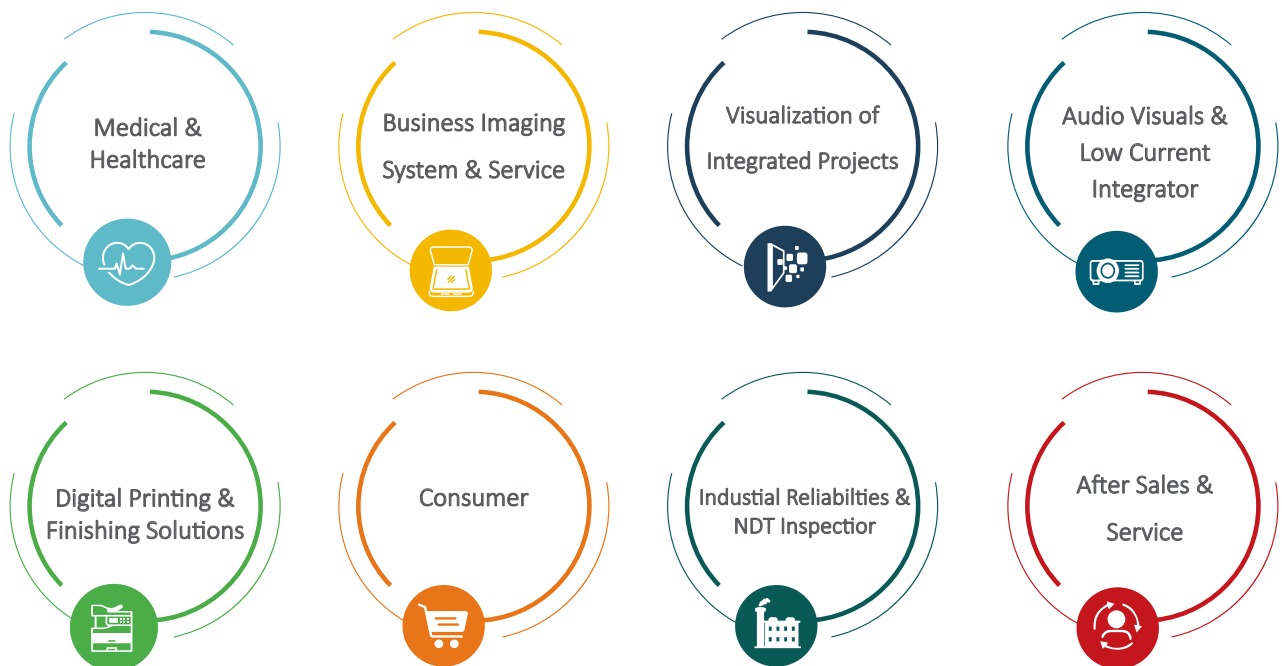 Medical &
Healthcare
Business Imaging
System & Service
Visualization of
Integrated Projects
Audio Visuals &
Low Current
Integrator
Digital Printing &
Finishing Solutions
Consumer
Industial Reliabilties &
NDT Inspectior
After Sales &
Service